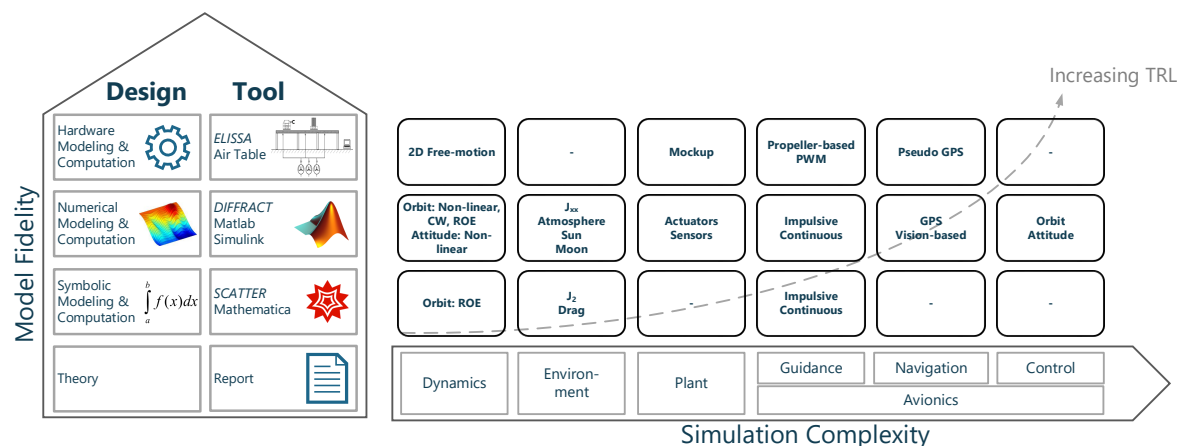 Increasing TRL
Design
Tool
Model Fidelity
Hardware
Modeling &
Computation
ELISSA
Air Table
2D Free-motion
-
Mockup
Propeller-based
PWM
Pseudo GPS
-
Numerical
Modeling &
Computation
DIFFRACT
Matlab
Simulink
Orbit: Non-linear,
CW, ROE
Attitude: Non-
linear
Jxx
Atmosphere
Sun
Moon
Actuators
Sensors
Impulsive
Continuous
GPS
Vision-based
Orbit
Attitude
Symbolic
Modeling &
Computation
b
∫ f(x)dx
a
SCATTER
Mathematica
Orbit: ROE
J2
Drag
-
Impulsive
Continuous
-
-
Theory
Report
Dynamics
Environ-
ment
Plant
Guidance
Navigation
Control
Avionics
Simulation Complexity